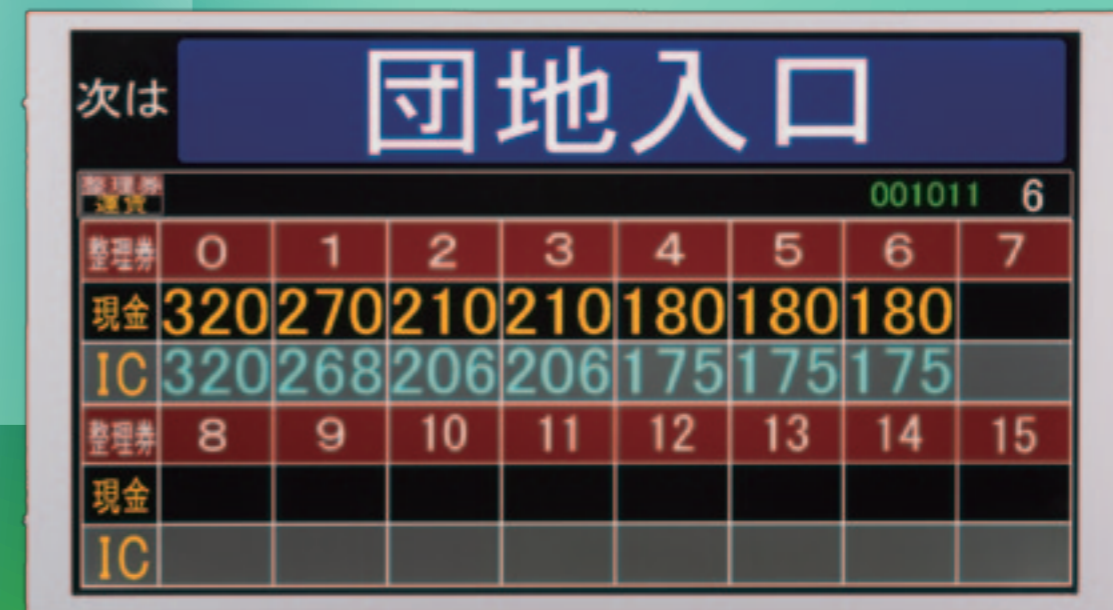 次は 団地入口
整理券
運賃
001011 6
整理券 0 1 2 3 4 5 6 7
現金 320 270 210 210 180 180 180
IC 320 268 206 206 175 175 175
整理券 8 9 10 11 12 13 14 15
現金
IC